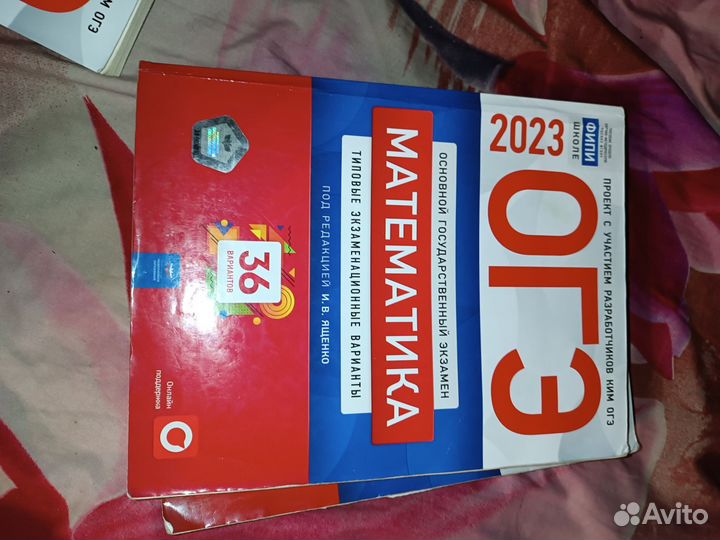 М ОГЭ
2023
ФИПИ
ШКОЛЕ
ПРОЕКТ С УЧАСТИЕМ РАЗРАБОТЧИКОВ КИМ ОГЭ
ОГЭ
ОСНОВНОЙ ГОСУДАРСТВЕННЫЙ ЭКЗАМЕН
МАТЕМАТИКА
ТИПОВЫЕ ЭКЗАМЕНАЦИОННЫЕ ВАРИАНТЫ
ПОД РЕДАКЦИЕЙ И. В. ЯЩЕНКО
36
ВАРИАНТОВ
Онлайн
поддержка
Avito